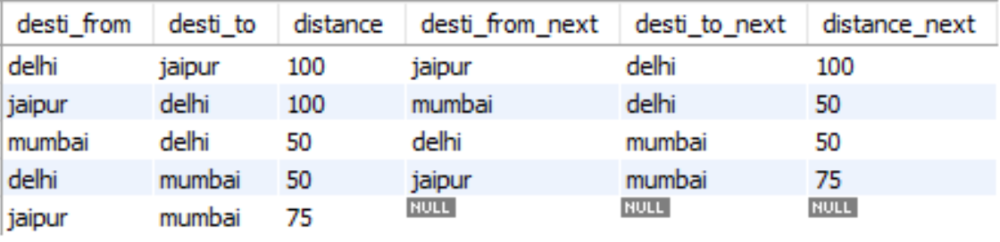 desti_from desti_to distance desti_from_next desti_to_next distance_next
delhi jaipur 100 jaipur delhi 100
jaipur delhi 100 mumbai delhi 50
mumbai delhi 50 delhi mumbai 50
delhi mumbai 50 jaipur mumbai 75
jaipur mumbai 75 NULL NULL NULL